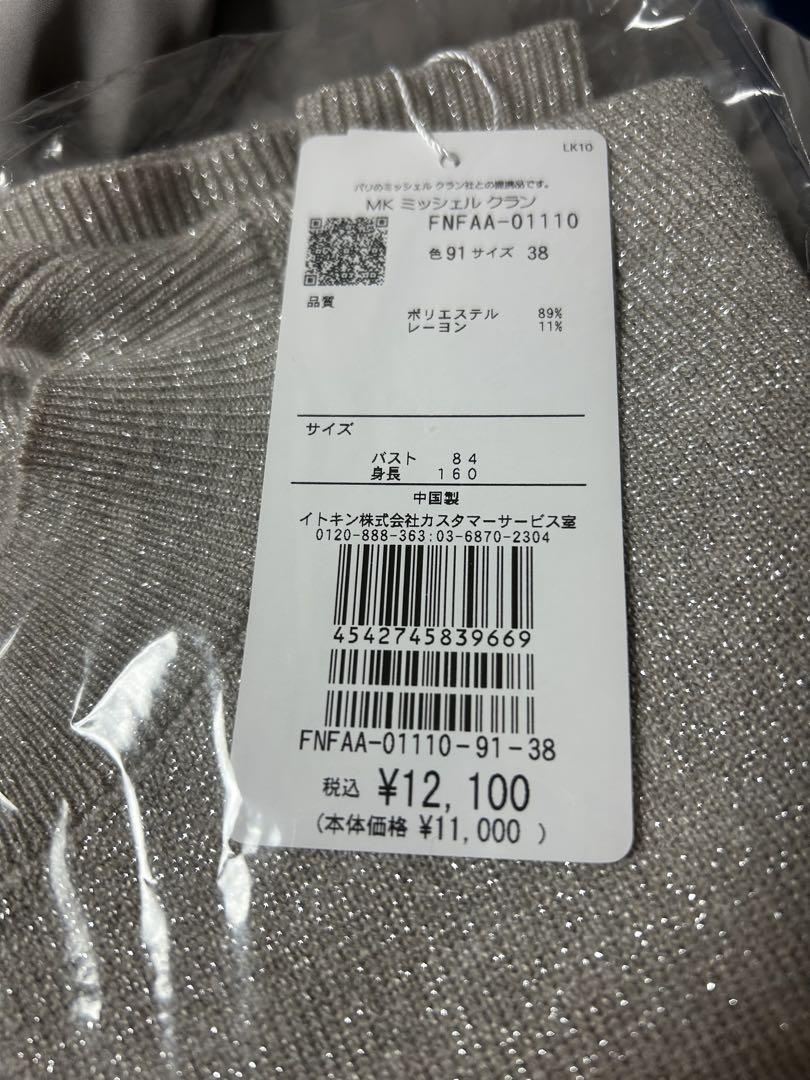 LK10
パリのミッシェル クラン社との提携品です。
MK ミッシェル クラン
FNFAA-01110
色 91 サイズ 38
品質
ポリエステル 89%
レーヨン 11%
サイズ
バスト 84
身長 160
中国製
イトキン株式会社カスタマーサービス室
0120-888-363:03-6870-2304
4542745839669
FNFAA-01110-91-38
税込 ¥12,100
(本体価格 ¥11,000 )